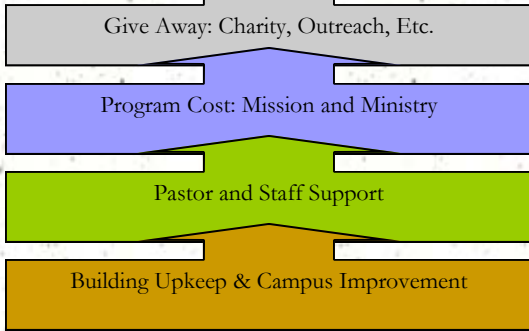 Give Away: Charity, Outreach, Etc.
Program Cost: Mission and Ministry
Pastor and Staff Support
Building Upkeep & Campus Improvement